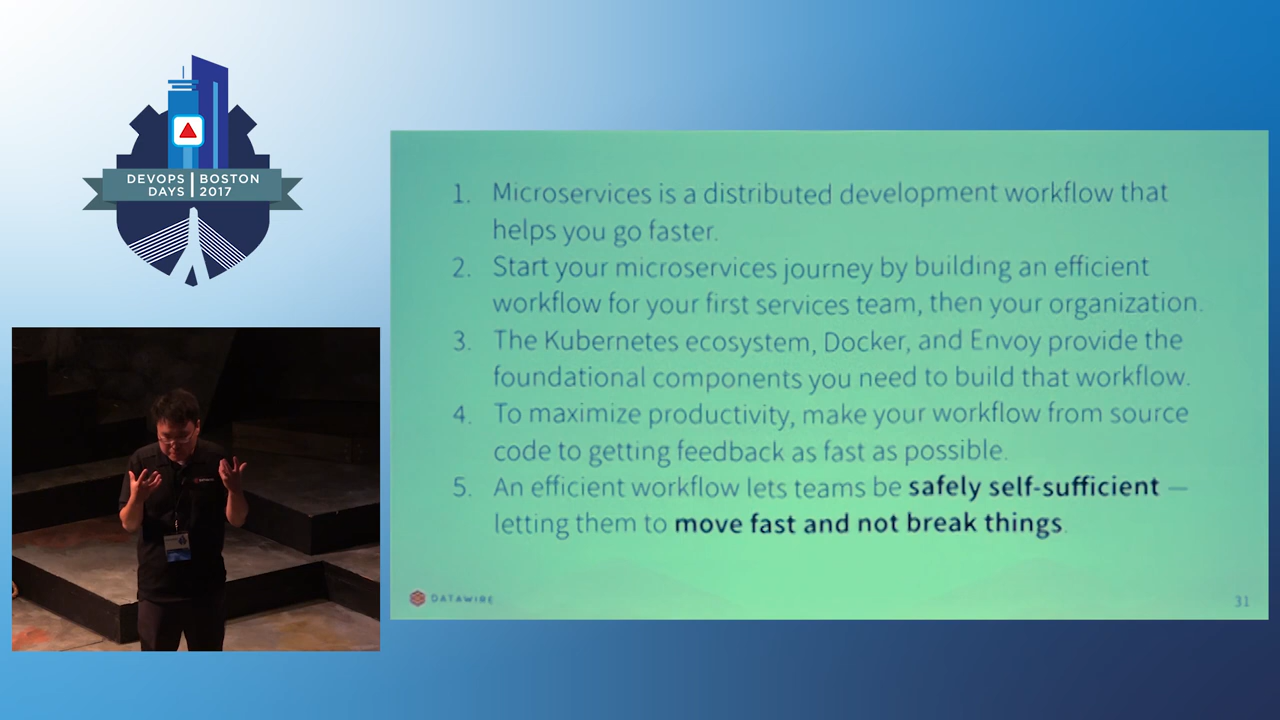 DEVOPS BOSTON
DAYS 2017
1. Microservices is a distributed development workflow that
helps you go faster.
2. Start your microservices journey by building an efficient
workflow for your first services team, then your organization.
3. The Kubernetes ecosystem, Docker, and Envoy provide the
foundational components you need to build that workflow.
4. To maximize productivity, make your workflow from source
code to getting feedback as fast as possible.
5. An efficient workflow lets teams be safely self-sufficient —
letting them to move fast and not break things.
DATAWIRE
31